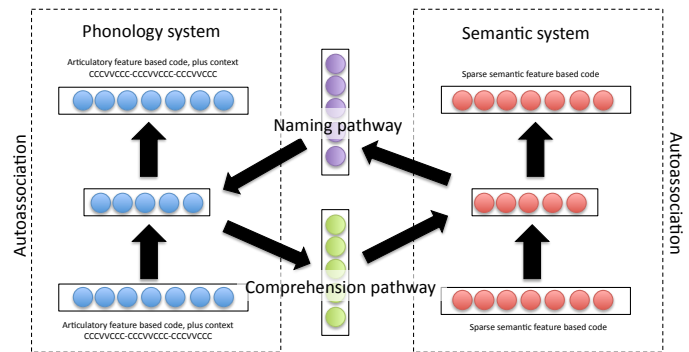 Phonology system
Semantic system
Articulatory feature based code, plus context
CCCVVCCC-CCCVVCCC-CCCVVCCC
Sparse semantic feature based code
Naming pathway
Autoassociation
Autoassociation
Comprehension pathway
Articulatory feature based code, plus context
CCCVVCCC-CCCVVCCC-CCCVVCCC
Sparse semantic feature based code